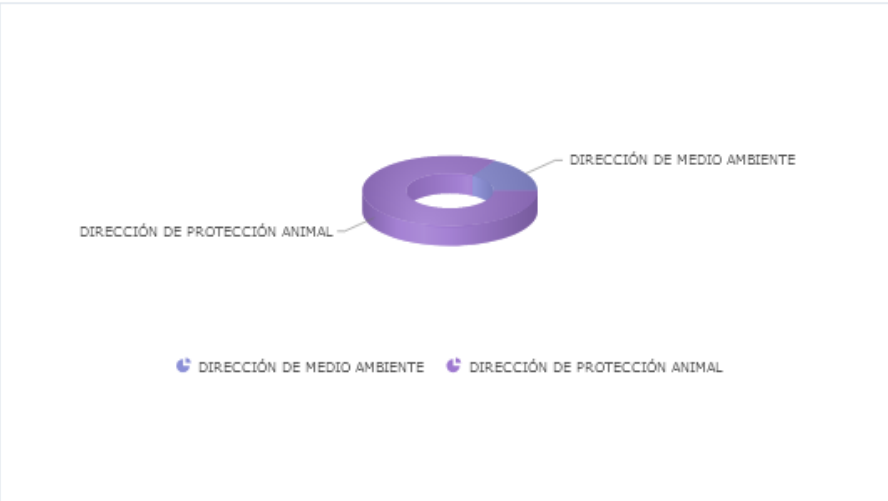 DIRECCIÓN DE MEDIO AMBIENTE
DIRECCIÓN DE PROTECCIÓN ANIMAL
DIRECCIÓN DE MEDIO AMBIENTE
DIRECCIÓN DE PROTECCIÓN ANIMAL